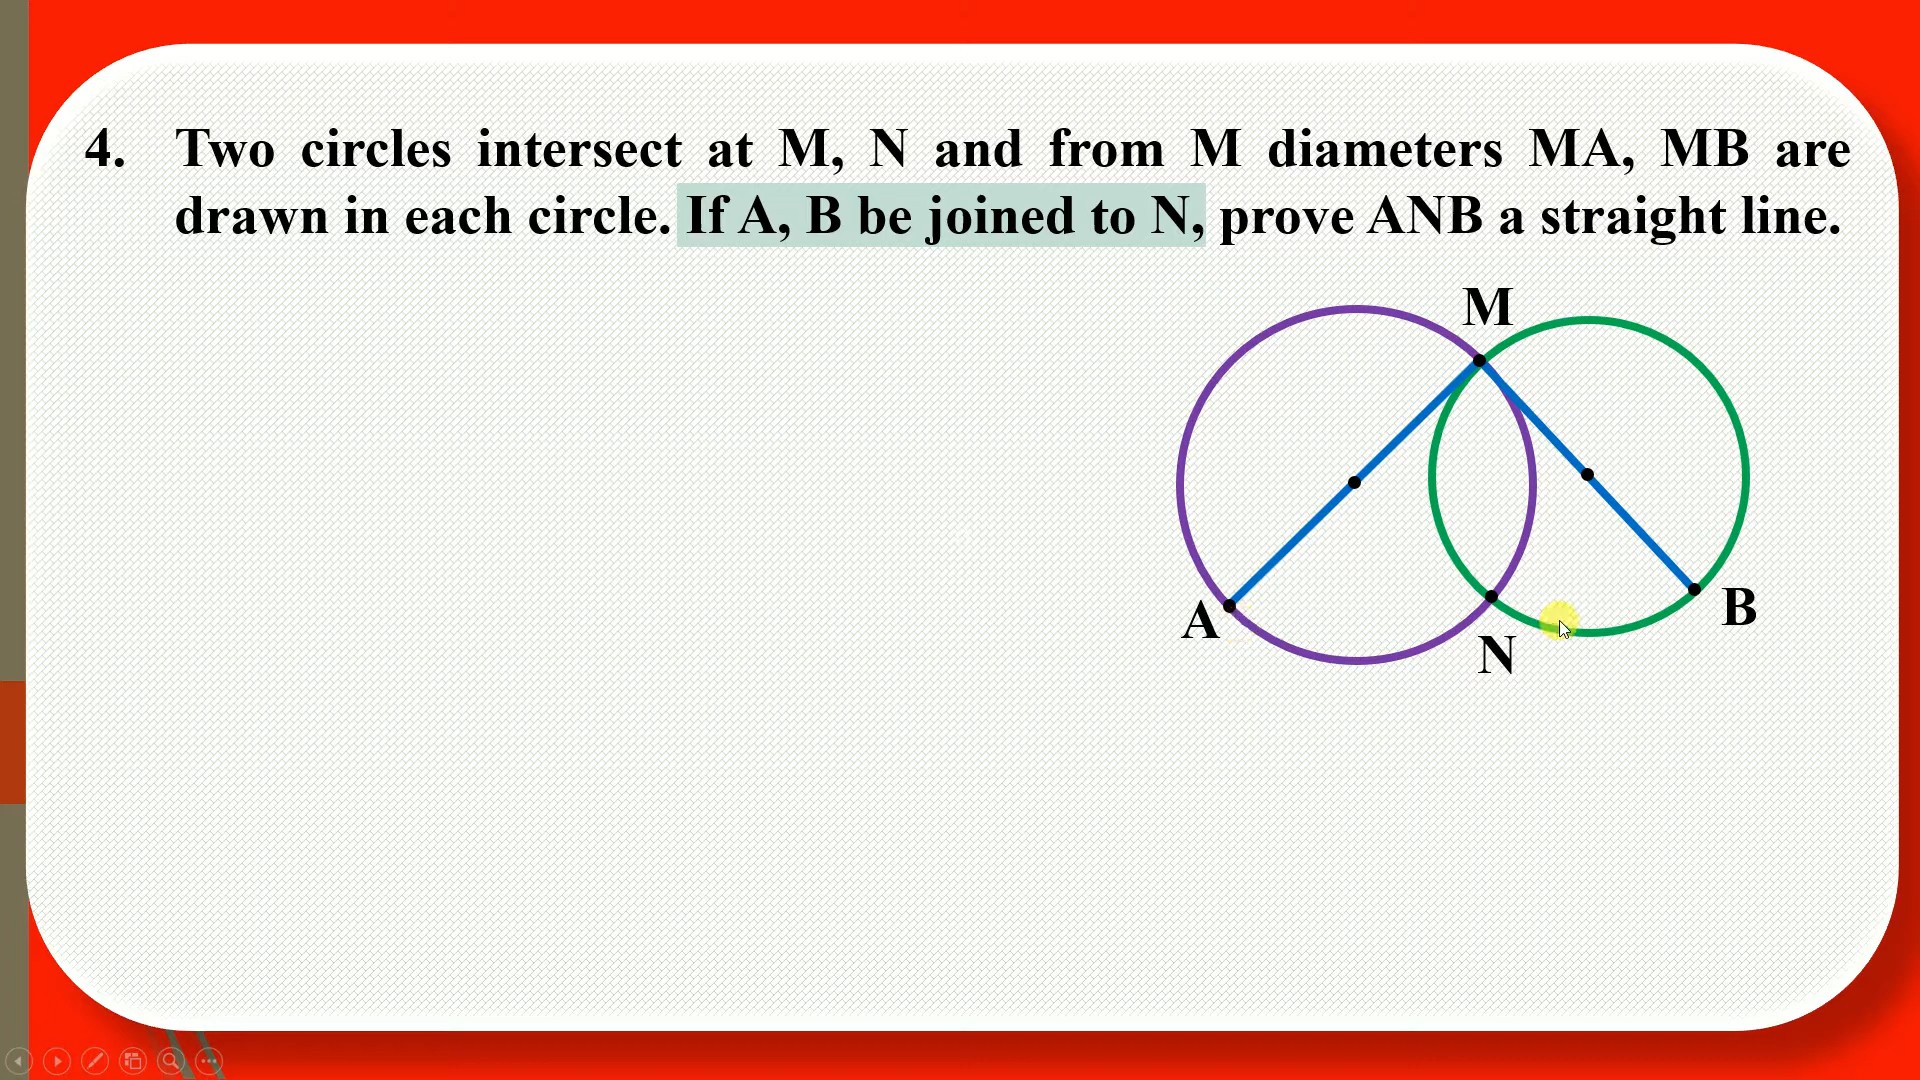 4. Two circles intersect at M, N and from M diameters MA, MB are
drawn in each circle. If A, B be joined to N, prove ANB a straight line.
M
A
B
N